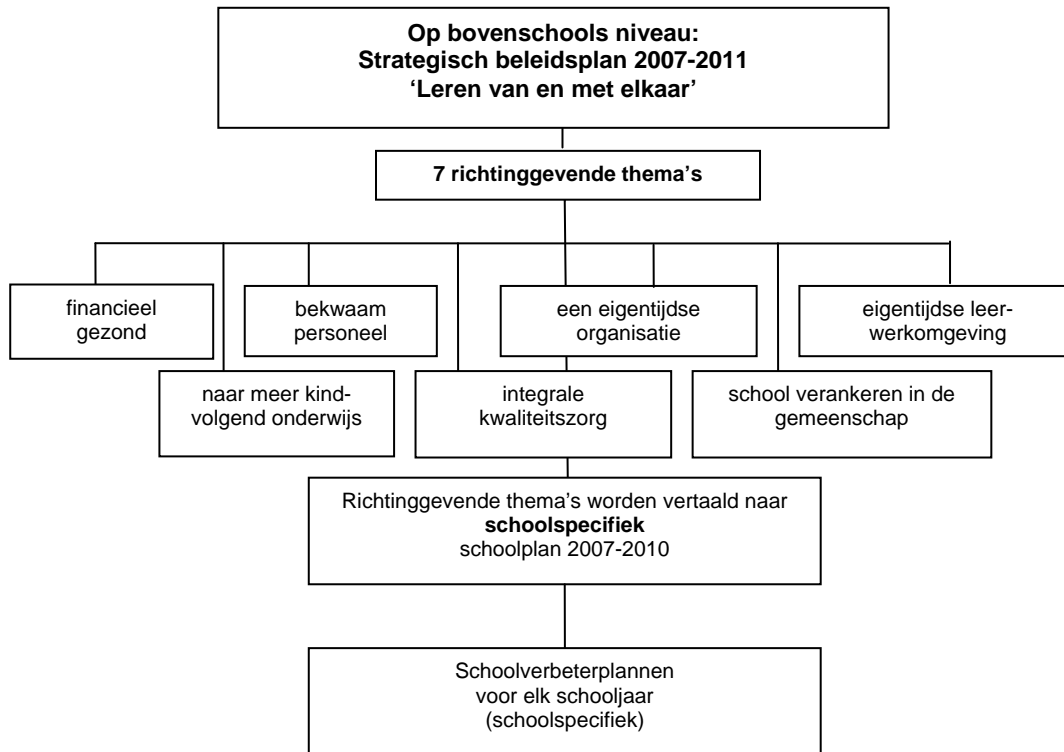 Op bovenschools niveau:
Strategisch beleidsplan 2007-2011
‘Leren van en met elkaar’
7 richtinggevende thema’s
financieel
gezond
bekwaam
personeel
een eigentijdse
organisatie
eigentijdse leer-
werkomgeving
naar meer kind-
volgend onderwijs
integrale
kwaliteitszorg
school verankeren in de
gemeenschap
Richtinggevende thema’s worden vertaald naar
schoolspecifiek
schoolplan 2007-2010
Schoolverbeterplannen
voor elk schooljaar
(schoolspecifiek)